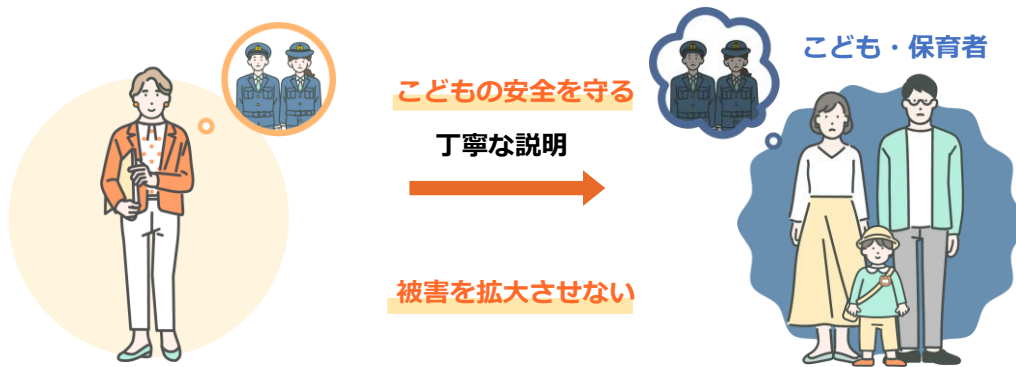 こども・保育者
こどもの安全を守る
丁寧な説明
被害を拡大させない